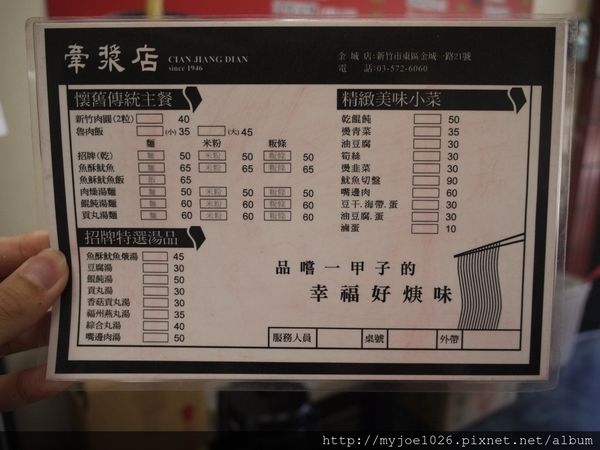 牽漿店
CIAN JIANG DIAN
since 1946
金城店:新竹市東區金城一路21號
電話:03-572-6060
懷舊傳統主餐
新竹肉圓(2粒) 40
魯肉飯 (小) 35 (大) 45
麵 米粉 粄條
招牌(乾) 麵 50 米粉 50 粄條 50
魚酥魷魚 麵 65 米粉 65 粄條 65
魚酥魷魚飯 65
肉燥湯麵 麵 50 米粉 50 粄條 50
餛飩湯麵 麵 60 米粉 60 粄條 60
貢丸湯麵 麵 60 米粉 60 粄條 60
招牌特選湯品
魚酥魷魚焿湯 45
豆腐湯 30
餛飩湯 50
貢丸湯 30
香菇貢丸湯 30
福州燕丸湯 35
綜合丸湯 40
嘴邊肉湯 50
精緻美味小菜
乾餛飩 50
燙青菜 35
油豆腐 30
筍絲 30
燙韭菜 30
魷魚切盤 90
嘴邊肉 60
豆干.海帶.蛋 30
油豆腐.蛋 30
滷蛋 10
品嚐一甲子的
幸福好焿味
服務人員 桌號 外帶
http://myjoe1026.pixnet.net/album